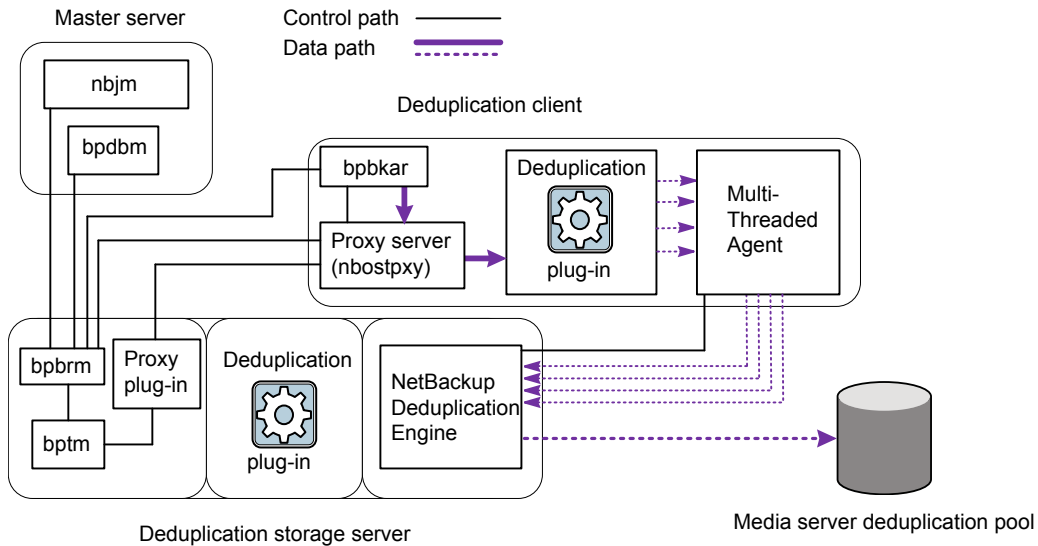 Master server
Control path
Data path
nbjm
bpdbm
Deduplication client
bpbkar
Proxy server
(nbostpxy)
Deduplication
plug-in
Multi-
Threaded
Agent
bpbrm
Proxy
plug-in
bptm
Deduplication
plug-in
NetBackup
Deduplication
Engine
Deduplication storage server
Media server deduplication pool